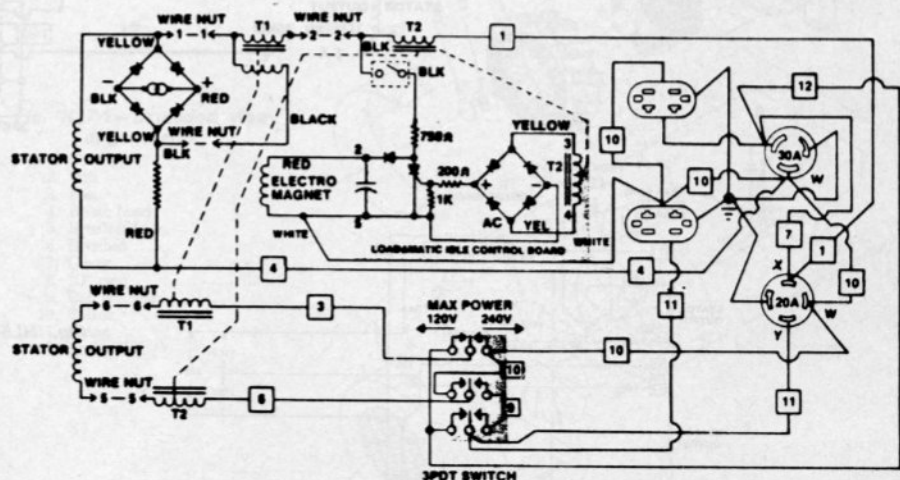 WIRE NUT
T1
WIRE NUT
T2
YELLOW
1 — 1
2 — 2
1
BLK
BLK
−
+
BLK
RED
12
BLACK
YELLOW
750Ω
YELLOW
10
WIRE NUT
STATOR
OUTPUT
BLK
2
3
30A
RED
200Ω
T2
ELECTRO
MAGNET
+
−
10
W
1K
4
RED
5
AC
YEL
WHITE
WHITE
7
LOADAMATIC IDLE CONTROL BOARD
4
4
X
1
10
11
6 — 6
3
MAX POWER
20A
T1
120V
240V
W
Y
STATOR
OUTPUT
10
10
WIRE NUT
5 — 5
6
9
11
T2
3PDT SWITCH